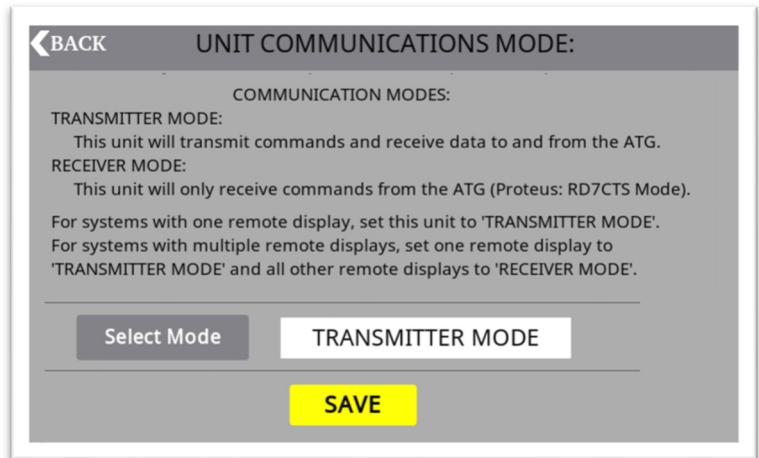 BACK
UNIT COMMUNICATIONS MODE:
COMMUNICATION MODES:
TRANSMITTER MODE:
This unit will transmit commands and receive data to and from the ATG.
RECEIVER MODE:
This unit will only receive commands from the ATG (Proteus: RD7CTS Mode).
For systems with one remote display, set this unit to 'TRANSMITTER MODE'.
For systems with multiple remote displays, set one remote display to
'TRANSMITTER MODE' and all other remote displays to 'RECEIVER MODE'.
Select Mode
TRANSMITTER MODE
SAVE